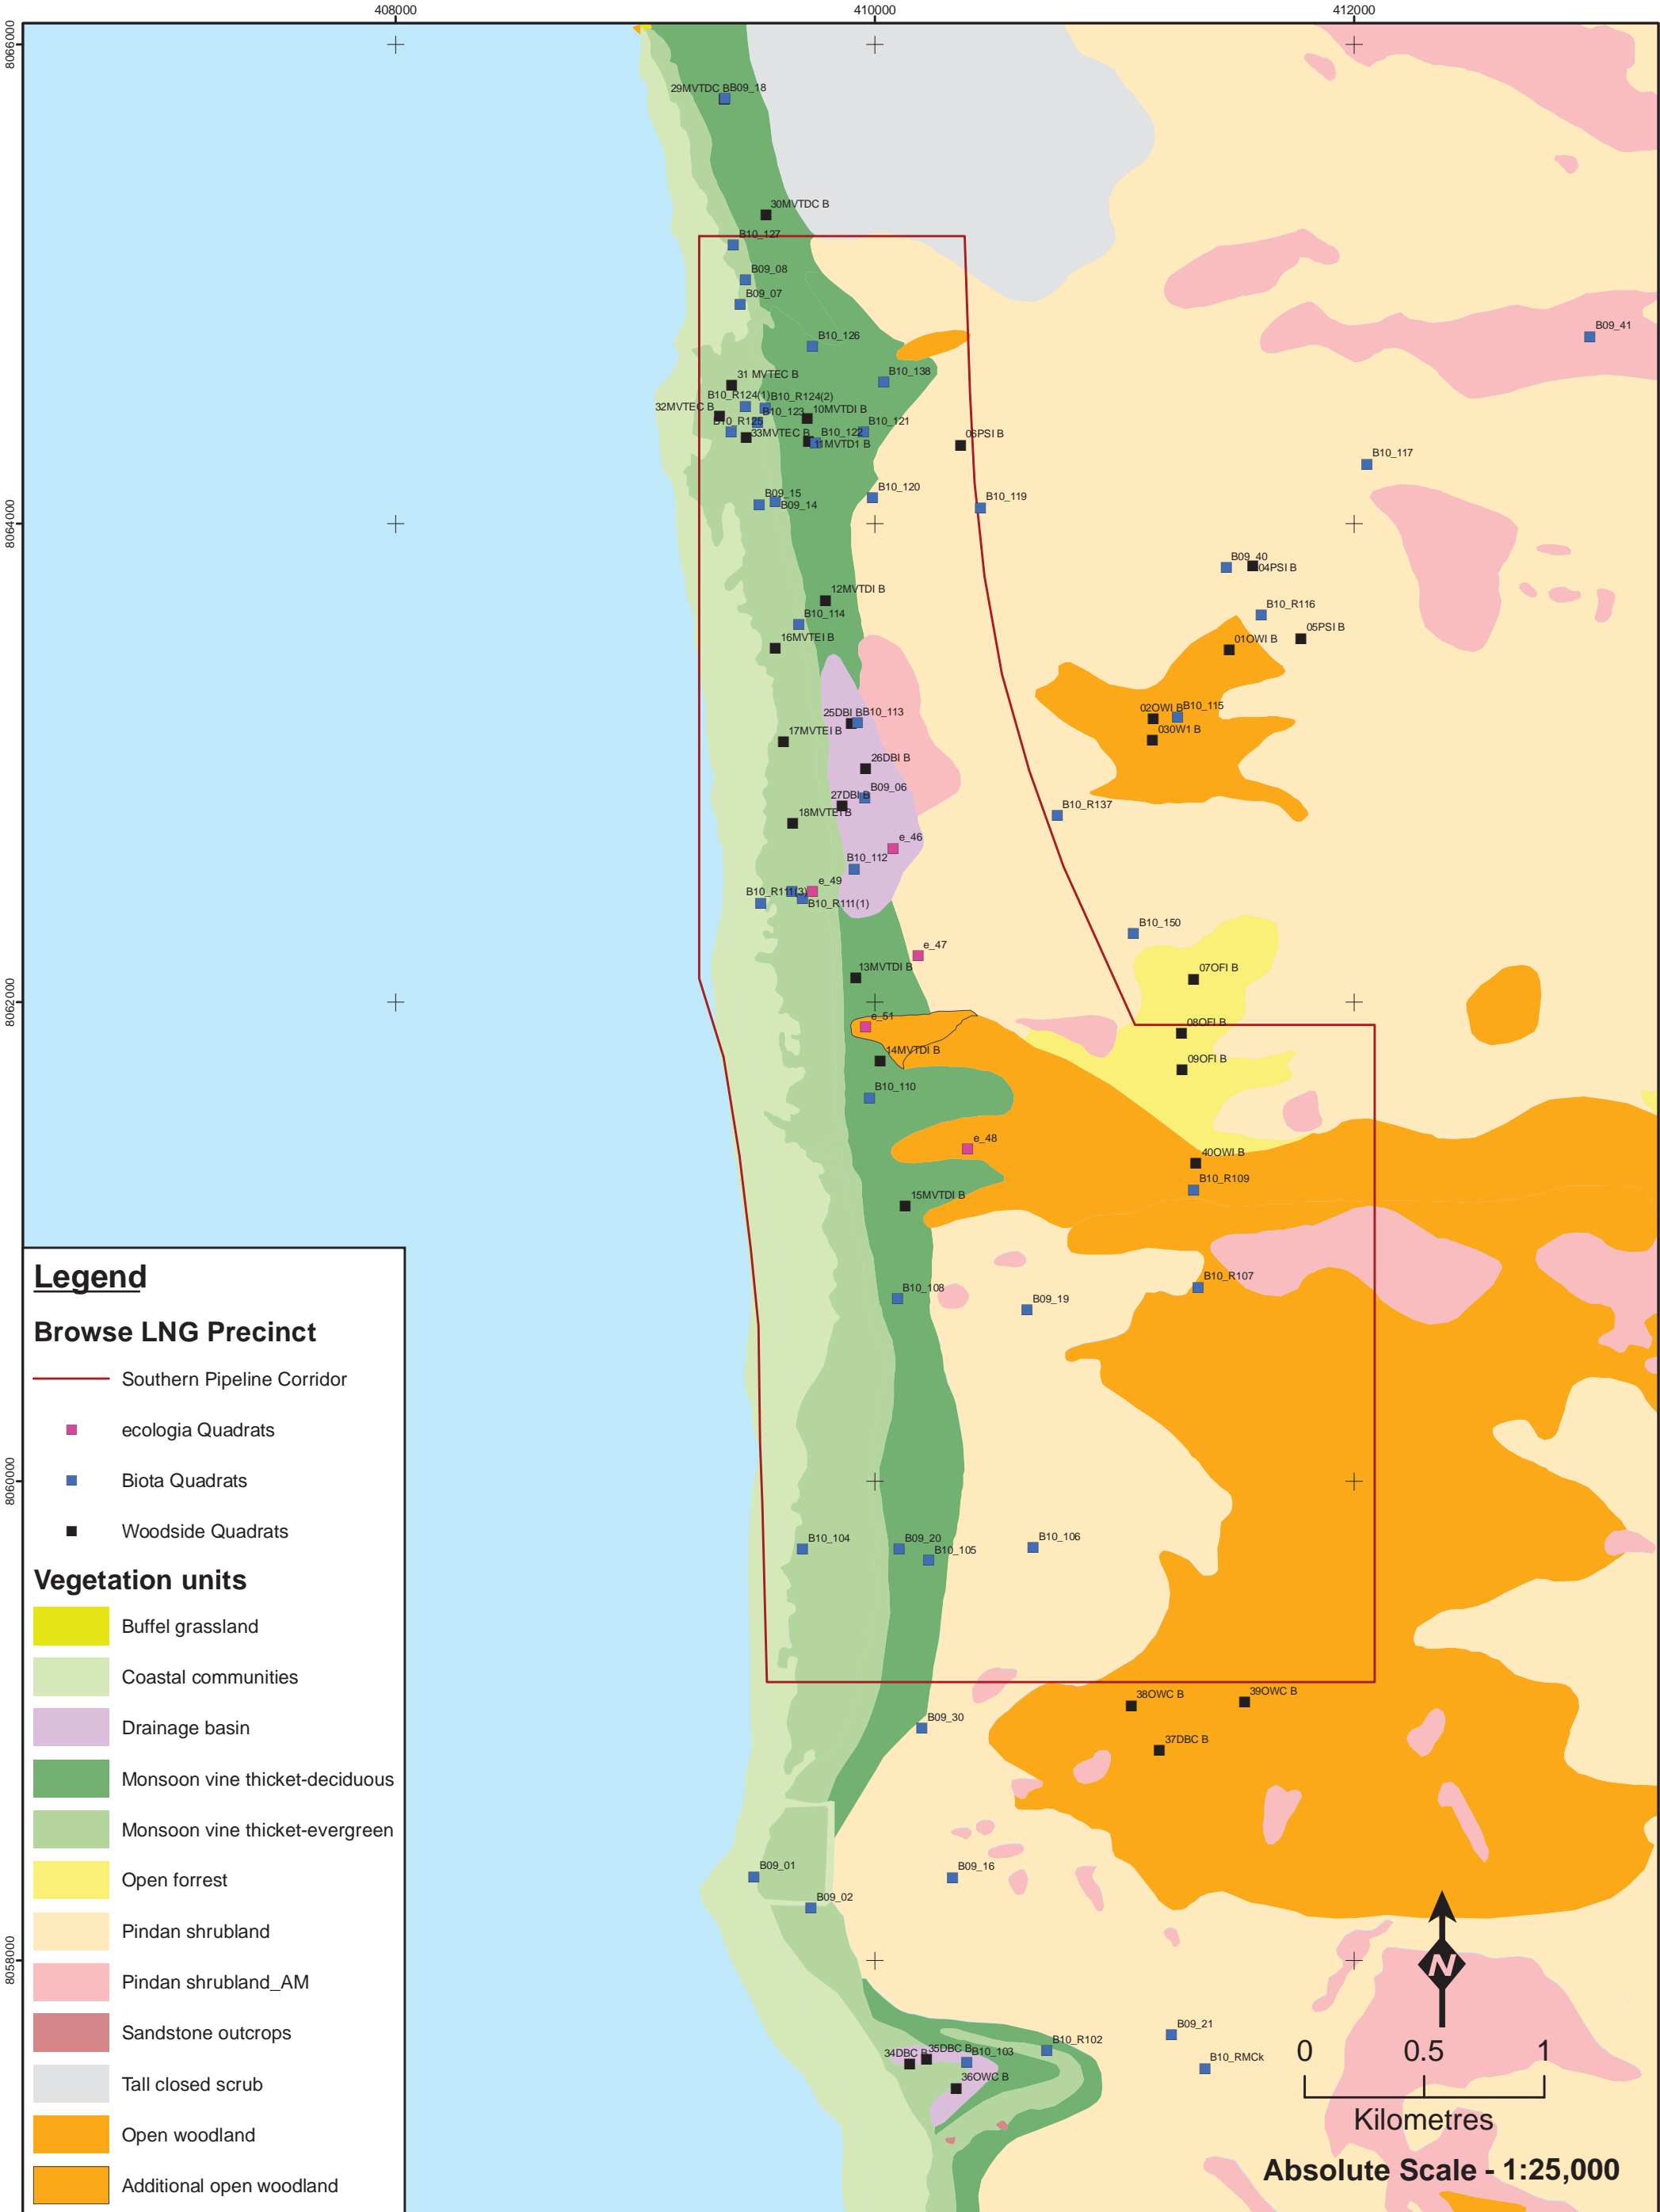 408000 410000 412000
8066000
29MVTDC B B09_18
30MVTDC B
B10_127
B09_08
B09_07
B09_41
B10_126
B10_138
31 MVTEC B
B10_R124(1) B10_R124(2)
32MVTEC B
B10_123 10MVTDI B
B10_R125 B10_121
33MVTEC B B10_122
11MVTD1 B
06PSI B
B10_117
B10_120
B09_15
B09_14
B10_119
8064000
B09_40
04PSI B
12MVTDI B
B10_114
B10_R116
05PSI B
16MVTEI B
01OWI B
25DBI B B10_113
02OWI B B10_115
17MVTEI B
030W1 B
26DBI B
B09_06
27DBI B
B10_R137
18MVTEI B
e_46
B10_112
e_49
B10_R111(3)
B10_R111(1)
B10_150
e_47
13MVTDI B
07OFI B
8062000
e_51
08OFI B
14MVTDI B
09OFI B
B10_110
e_48
40OWI B
B10_R109
15MVTDI B
B10_R107
B10_108
B09_19
8060000
B10_104
B09_20
B10_105
B10_106
38OWC B
39OWC B
B09_30
37DBC B
B09_01
B09_16
B09_02
8058000
B09_21
B10_R102
34DBC B 35DBC B B10_103
B10_RMCk
36OWC B
Legend
Browse LNG Precinct
Southern Pipeline Corridor
ecologia Quadrats
Biota Quadrats
Woodside Quadrats
Vegetation units
Buffel grassland
Coastal communities
Drainage basin
Monsoon vine thicket-deciduous
Monsoon vine thicket-evergreen
Open forrest
Pindan shrubland
Pindan shrubland_AM
Sandstone outcrops
Tall closed scrub
Open woodland
Additional open woodland
N
0 0.5 1
Kilometres
Absolute Scale - 1:25,000